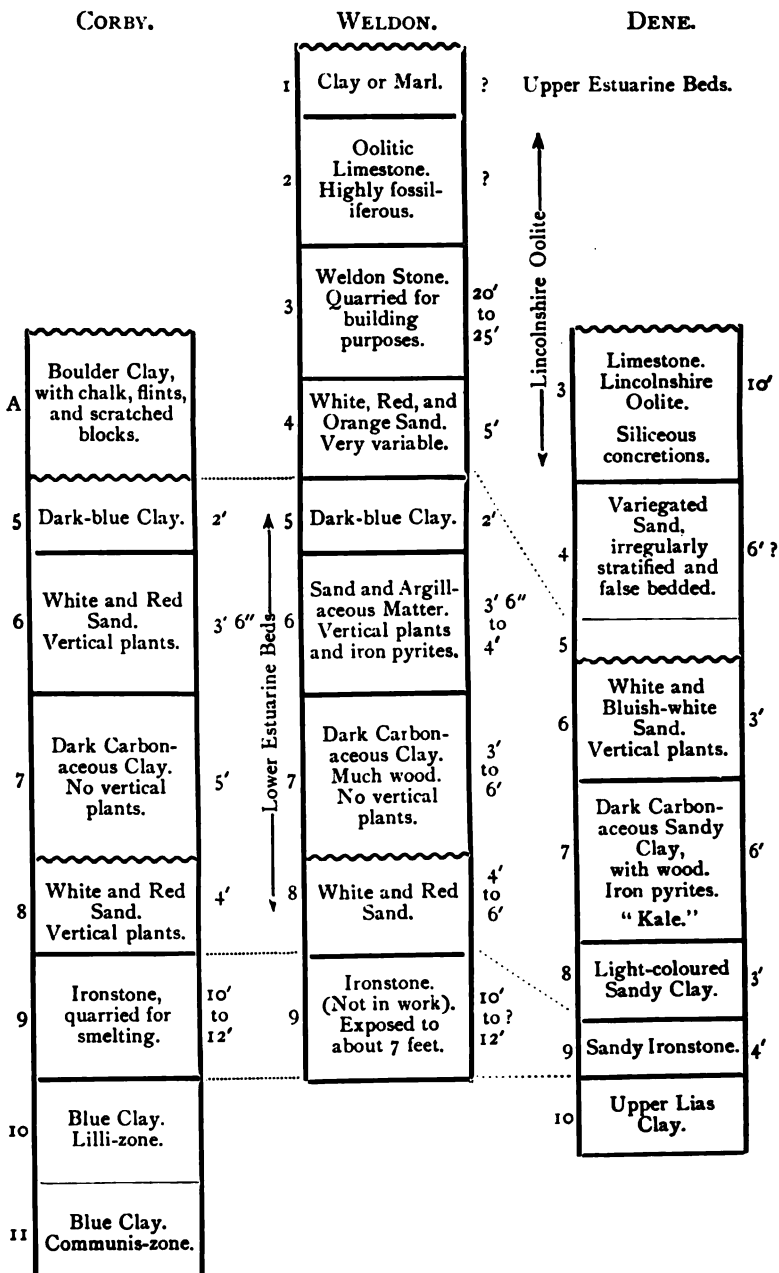 CORBY.
A
Boulder Clay,
with chalk, flints,
and scratched
blocks.
5
Dark-blue Clay.
2′
6
White and Red
Sand.
Vertical plants.
3′ 6″
7
Dark Carbon-
aceous Clay.
No vertical
plants.
5′
8
White and Red
Sand.
Vertical plants.
4′
9
Ironstone,
quarried for
smelting.
10′
to
12′
10
Blue Clay.
Lilli-zone.
11
Blue Clay.
Communis-zone.
WELDON.
1
Clay or Marl.
?
2
Oolitic
Limestone.
Highly fossil-
iferous.
?
3
Weldon Stone.
Quarried for
building
purposes.
20′
to
25′
4
White, Red, and
Orange Sand.
Very variable.
5′
Lower Estuarine Beds
5
Dark-blue Clay.
2′
6
Sand and Argill-
aceous Matter.
Vertical plants
and iron pyrites.
3′ 6″
to
4′
7
Dark Carbon-
aceous Clay.
Much wood.
No vertical
plants.
3′
to
6′
8
White and Red
Sand.
4′
to
6′
9
Ironstone.
(Not in work).
Exposed to
about 7 feet.
10′
to ?
12′
DENE.
Upper Estuarine Beds.
Lincolnshire Oolite
3
Limestone.
Lincolnshire
Oolite.
Siliceous
concretions.
10′
4
Variegated
Sand,
irregularly
stratified and
false bedded.
6′ ?
5
6
White and
Bluish-white
Sand.
Vertical plants.
3′
7
Dark Carbon-
aceous Sandy
Clay,
with wood.
Iron pyrites.
"Kale."
6′
8
Light-coloured
Sandy Clay.
3′
9
Sandy Ironstone.
4′
10
Upper Lias
Clay.